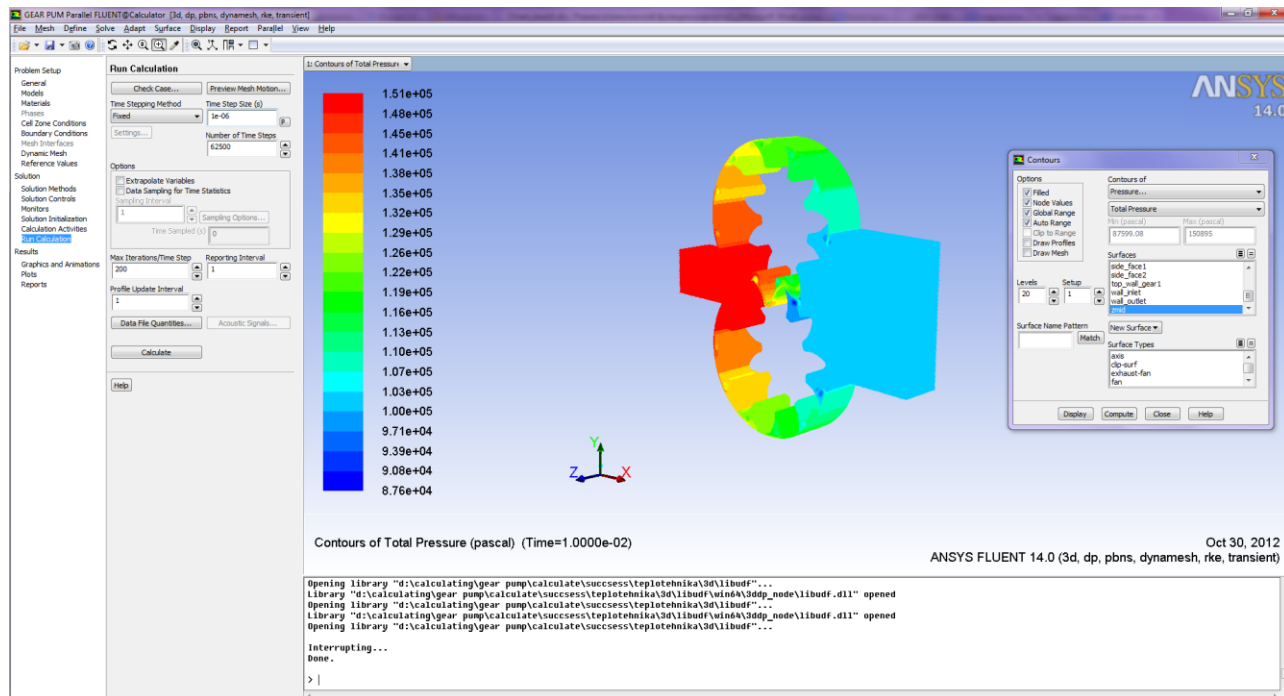 GEAR PUM Parallel FLUENT@Calculator [3d, dp, pbns, dynamesh, rke, transient]
File Mesh Define Solve Adapt Surface Display Report Parallel View Help
Problem Setup
General
Models
Materials
Phases
Cell Zone Conditions
Boundary Conditions
Mesh Interfaces
Dynamic Mesh
Reference Values
Solution
Solution Methods
Solution Controls
Monitors
Solution Initialization
Calculation Activities
Run Calculation
Results
Graphics and Animations
Plots
Reports
Run Calculation
Check Case... Preview Mesh Motion...
Time Stepping Method Time Step Size (s)
Fixed 1e-06
Settings... Number of Time Steps
62500
Options
Extrapolate Variables
Data Sampling for Time Statistics
Sampling Interval
1 Sampling Options...
Time Sampled (s) 0
Max Iterations/Time Step Reporting Interval
200 1
Profile Update Interval
1
Data File Quantities... Acoustic Signals...
Calculate
Help
1: Contours of Total Pressure
1.51e+05
1.48e+05
1.45e+05
1.41e+05
1.38e+05
1.35e+05
1.32e+05
1.29e+05
1.26e+05
1.22e+05
1.19e+05
1.16e+05
1.13e+05
1.10e+05
1.07e+05
1.03e+05
1.00e+05
9.71e+04
9.39e+04
9.08e+04
8.76e+04
Y
Z X
ANSYS
14.0
Contours
Options
Filled
Node Values
Global Range
Auto Range
Clip to Range
Draw Profiles
Draw Mesh
Levels Setup
20 1
Surface Name Pattern
Match
Contours of
Pressure...
Total Pressure
Min (pascal) Max (pascal)
87599.08 150895
Surfaces
side_face1
side_face2
top_wall_gear1
wall_inlet
wall_outlet
zmid
New Surface
Surface Types
axis
clip-surf
exhaust-fan
fan
Display Compute Close Help
Contours of Total Pressure (pascal) (Time=1.0000e-02)
Oct 30, 2012
ANSYS FLUENT 14.0 (3d, dp, pbns, dynamesh, rke, transient)
Opening library "d:\calculating\gear pump\calculate\succsess\teplotehnika\3d\libudf"...
Library "d:\calculating\gear pump\calculate\succsess\teplotehnika\3d\libudf\win64\3ddp_node\libudf.dll" opened
Opening library "d:\calculating\gear pump\calculate\succsess\teplotehnika\3d\libudf"...
Library "d:\calculating\gear pump\calculate\succsess\teplotehnika\3d\libudf\win64\3ddp_node\libudf.dll" opened
Opening library "d:\calculating\gear pump\calculate\succsess\teplotehnika\3d\libudf"...
Interrupting...
Done.
>